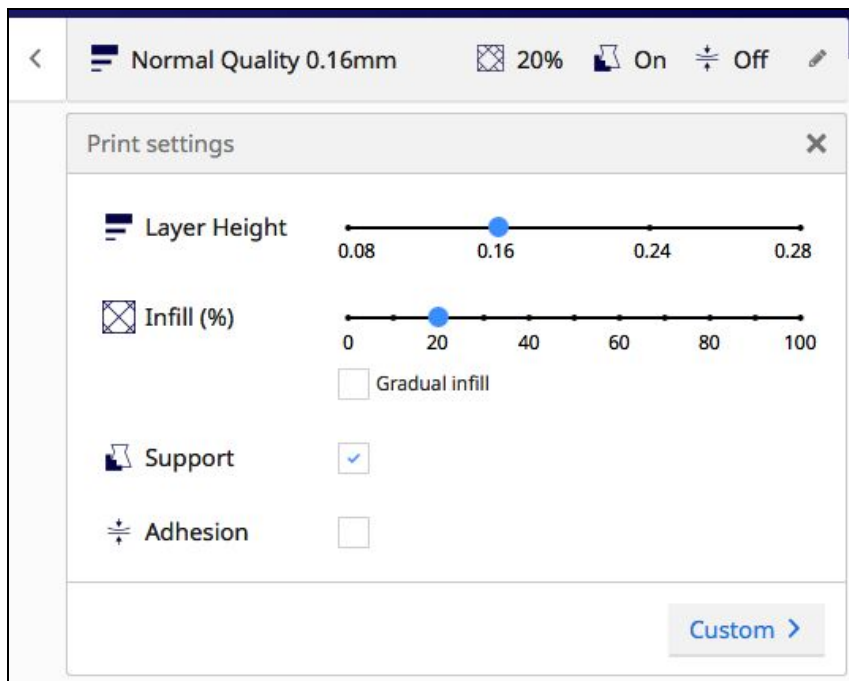 Normal Quality 0.16mm 20% On Off
Print settings
Layer Height
0.08 0.16 0.24 0.28
Infill (%)
0 20 40 60 80 100
Gradual infill
Support
Adhesion
Custom